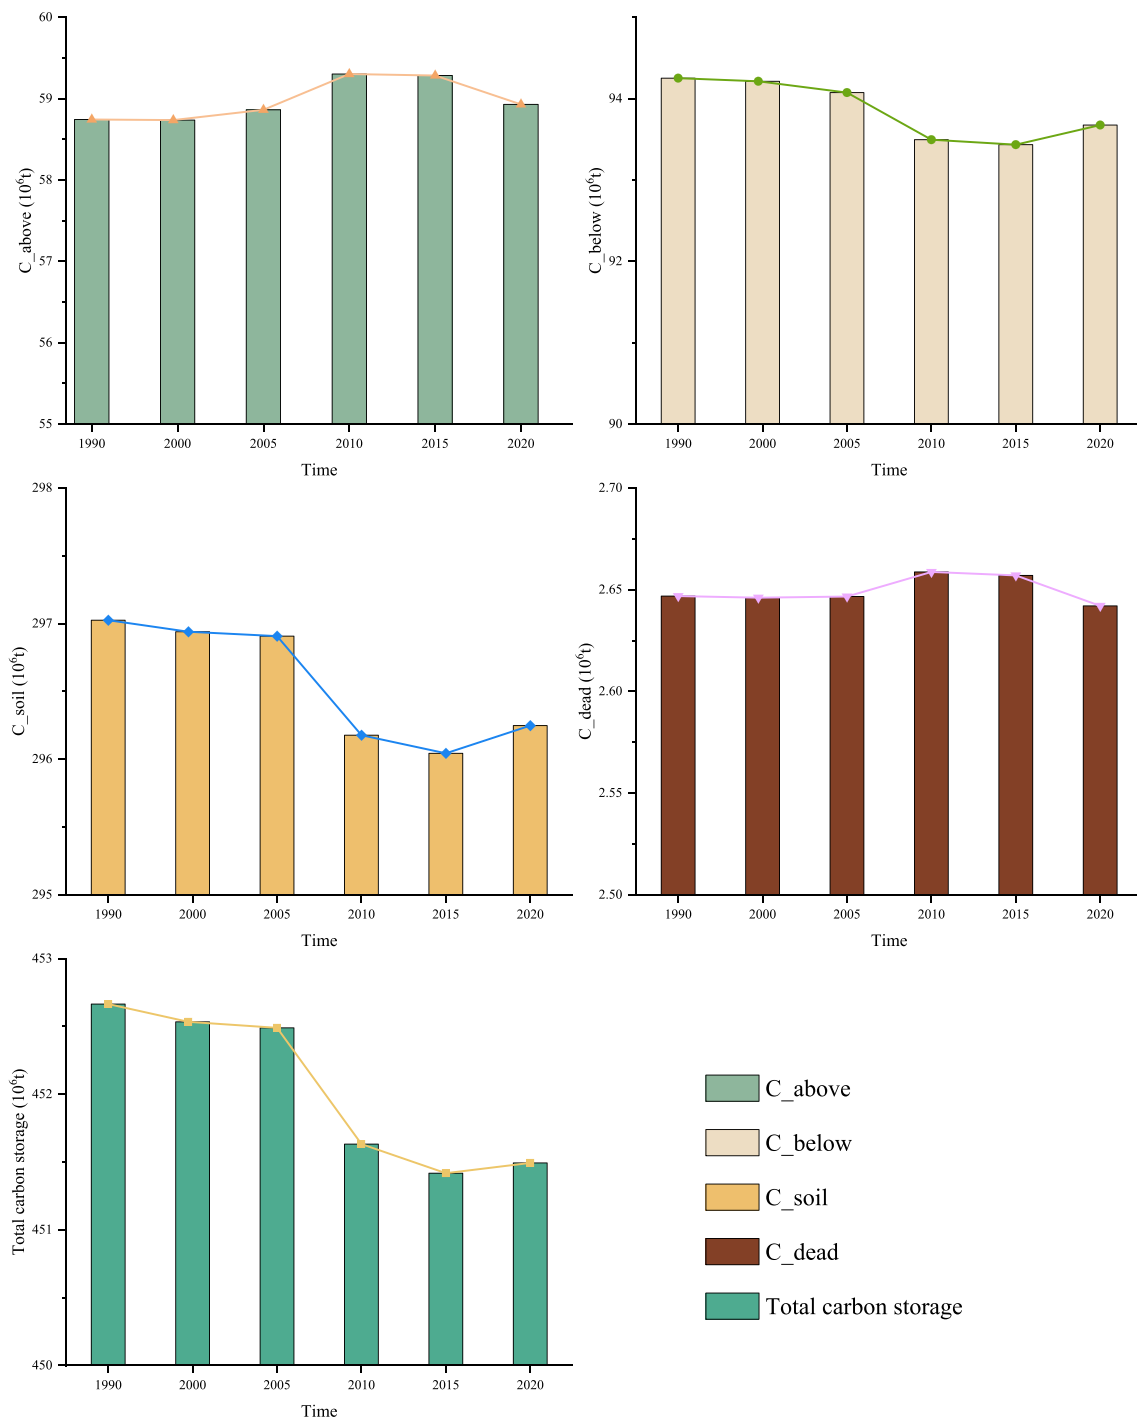 60
59
58
57
56
55
C_above (10⁶t)
1990 2000 2005 2010 2015 2020
Time
94
92
90
C_below (10⁶t)
1990 2000 2005 2010 2015 2020
Time
298
297
296
295
C_soil (10⁶t)
1990 2000 2005 2010 2015 2020
Time
2.70
2.65
2.60
2.55
2.50
C_dead (10⁶t)
1990 2000 2005 2010 2015 2020
Time
453
452
451
450
Total carbon storage (10⁶t)
1990 2000 2005 2010 2015 2020
Time
C_above
C_below
C_soil
C_dead
Total carbon storage